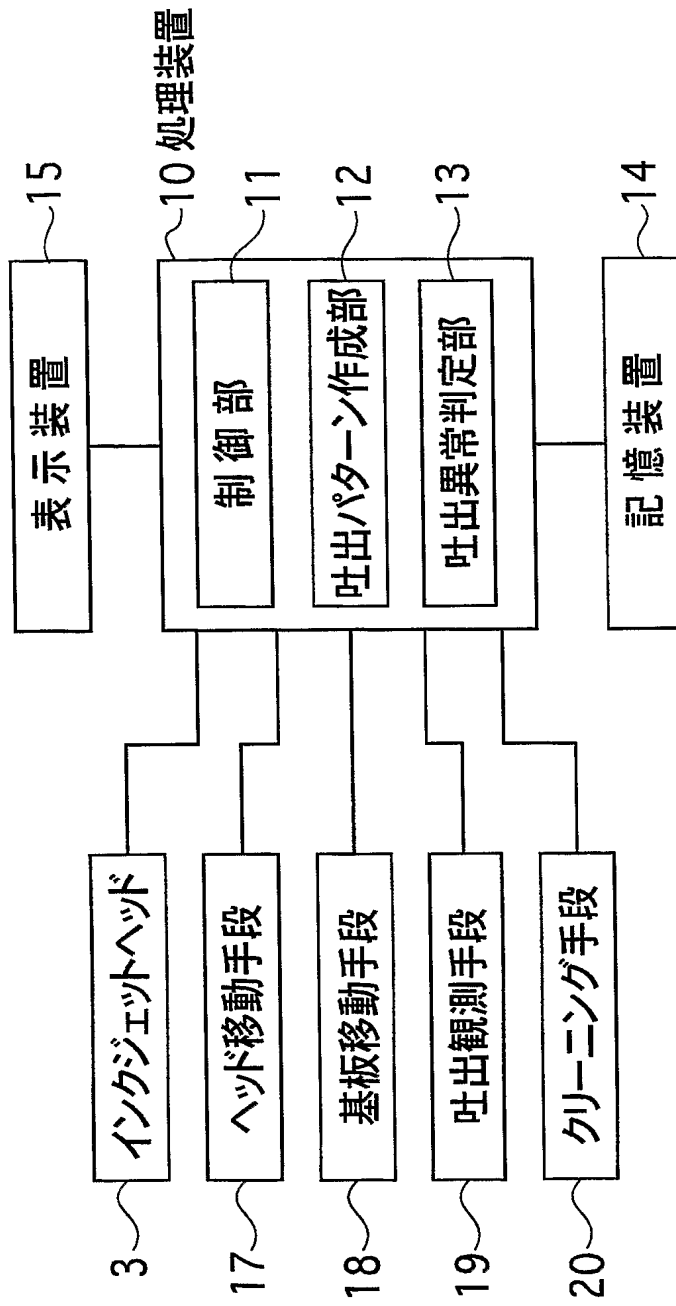 15
表示装置
10 処理装置
制御部
11
吐出パターン作成部
12
吐出異常判定部
13
記憶装置
14
3
インクジェットヘッド
17
ヘッド移動手段
18
基板移動手段
19
吐出観測手段
20
クリーニング手段